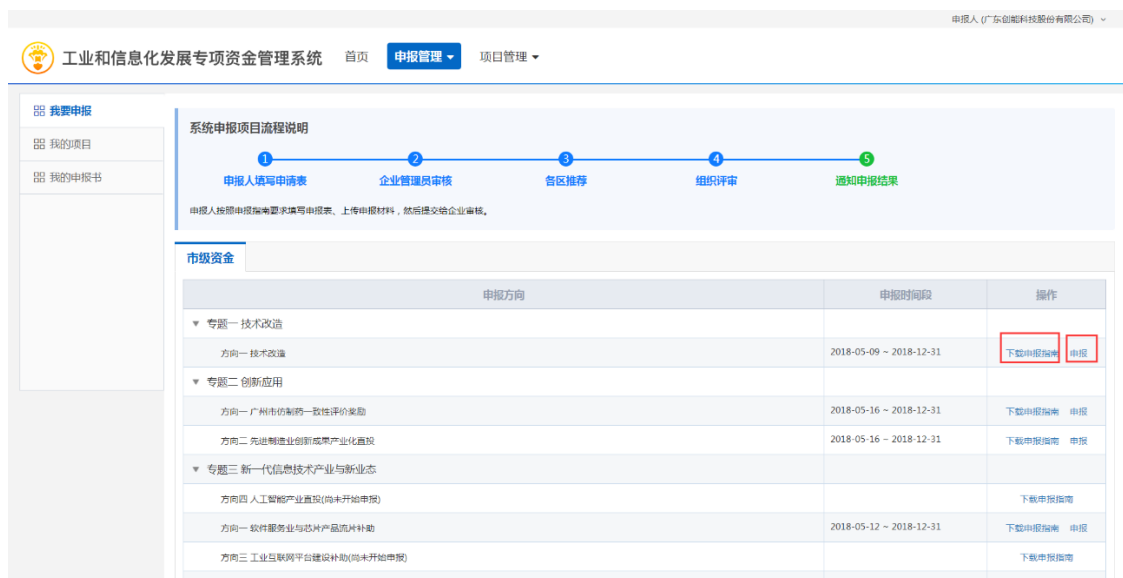 申报人 (广东创能科技股份有限公司)
工业和信息化发展专项资金管理系统 首页 申报管理 项目管理
我要申报
我的项目
我的申报书
系统申报项目流程说明
1 2 3 4 5
申报人填写申请表 企业管理员审核 各区推荐 组织评审 通知申报结果
申报人按照申报指南要求填写申报表、上传申报材料，然后提交给企业审核。
市级资金
申报方向 申报时间段 操作
专题一 技术改造
方向一 技术改造 2018-05-09 ~ 2018-12-31 下载申报指南 申报
专题二 创新应用
方向一 广州市仿制药一致性评价奖励 2018-05-16 ~ 2018-12-31 下载申报指南 申报
方向二 先进制造业创新成果产业化直投 2018-05-16 ~ 2018-12-31 下载申报指南 申报
专题三 新一代信息技术产业与新业态
方向四 人工智能产业直投(尚未开始申报) 下载申报指南
方向一 软件服务业与芯片产品流片补助 2018-05-12 ~ 2018-12-31 下载申报指南 申报
方向三 工业互联网平台建设补助(尚未开始申报) 下载申报指南